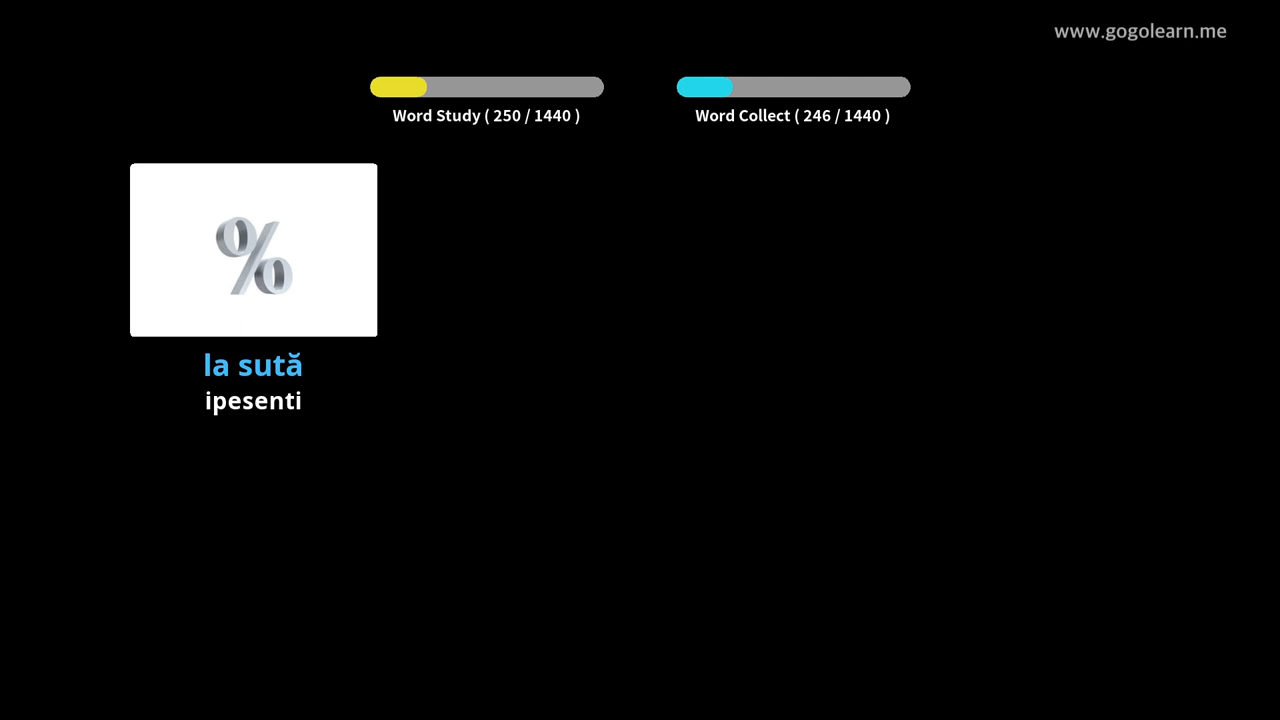 www.gogolearn.me
Word Study ( 250 / 1440 )
Word Collect ( 246 / 1440 )
%
la sută
ipesenti